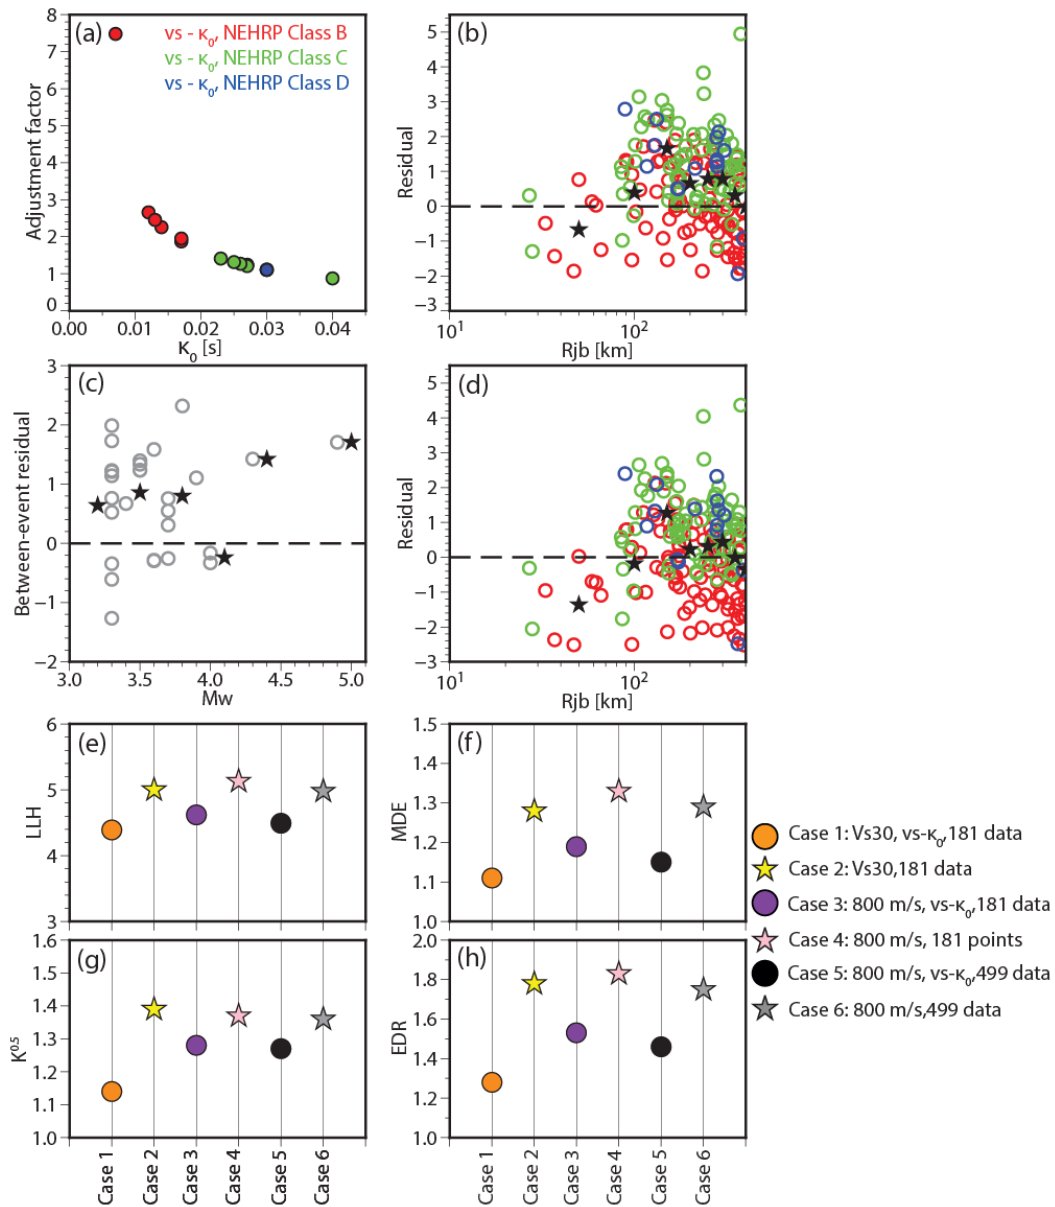 (a)
vs - κ₀, NEHRP Class B
vs - κ₀, NEHRP Class C
vs - κ₀, NEHRP Class D
Adjustment factor
8
7
6
5
4
3
2
1
0
0.00 0.01 0.02 0.03 0.04
κ₀ [s]
(b)
Residual
5
4
3
2
1
0
−1
−2
−3
10¹ 10²
Rjb [km]
(c)
Between-event residual
3
2
1
0
−1
−2
3.0 3.5 4.0 4.5 5.0
Mw
(d)
Residual
5
4
3
2
1
0
−1
−2
−3
10¹ 10²
Rjb [km]
(e)
LLH
6
5
4
3
(f)
MDE
1.5
1.4
1.3
1.2
1.1
1.0
Case 1: Vs30, vs-κ₀,181 data
Case 2: Vs30,181 data
Case 3: 800 m/s, vs-κ₀,181 data
Case 4: 800 m/s, 181 points
Case 5: 800 m/s, vs-κ₀,499 data
Case 6: 800 m/s,499 data
(g)
K⁰·⁵
1.6
1.5
1.4
1.3
1.2
1.1
1.0
Case 1
Case 2
Case 3
Case 4
Case 5
Case 6
(h)
EDR
2.0
1.8
1.6
1.4
1.2
1.0
Case 1
Case 2
Case 3
Case 4
Case 5
Case 6